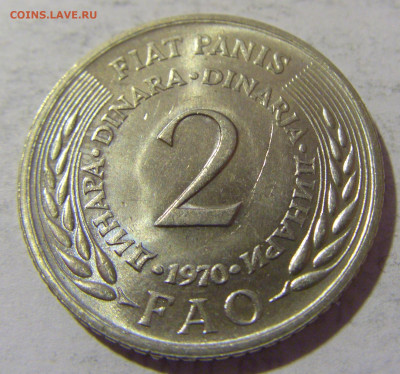 COINS.LAVE.RU
FIAT PANIS
ДИНАРА · DINARA · DINARJA · ДИНАРИ
2
· 1970 ·
FAO